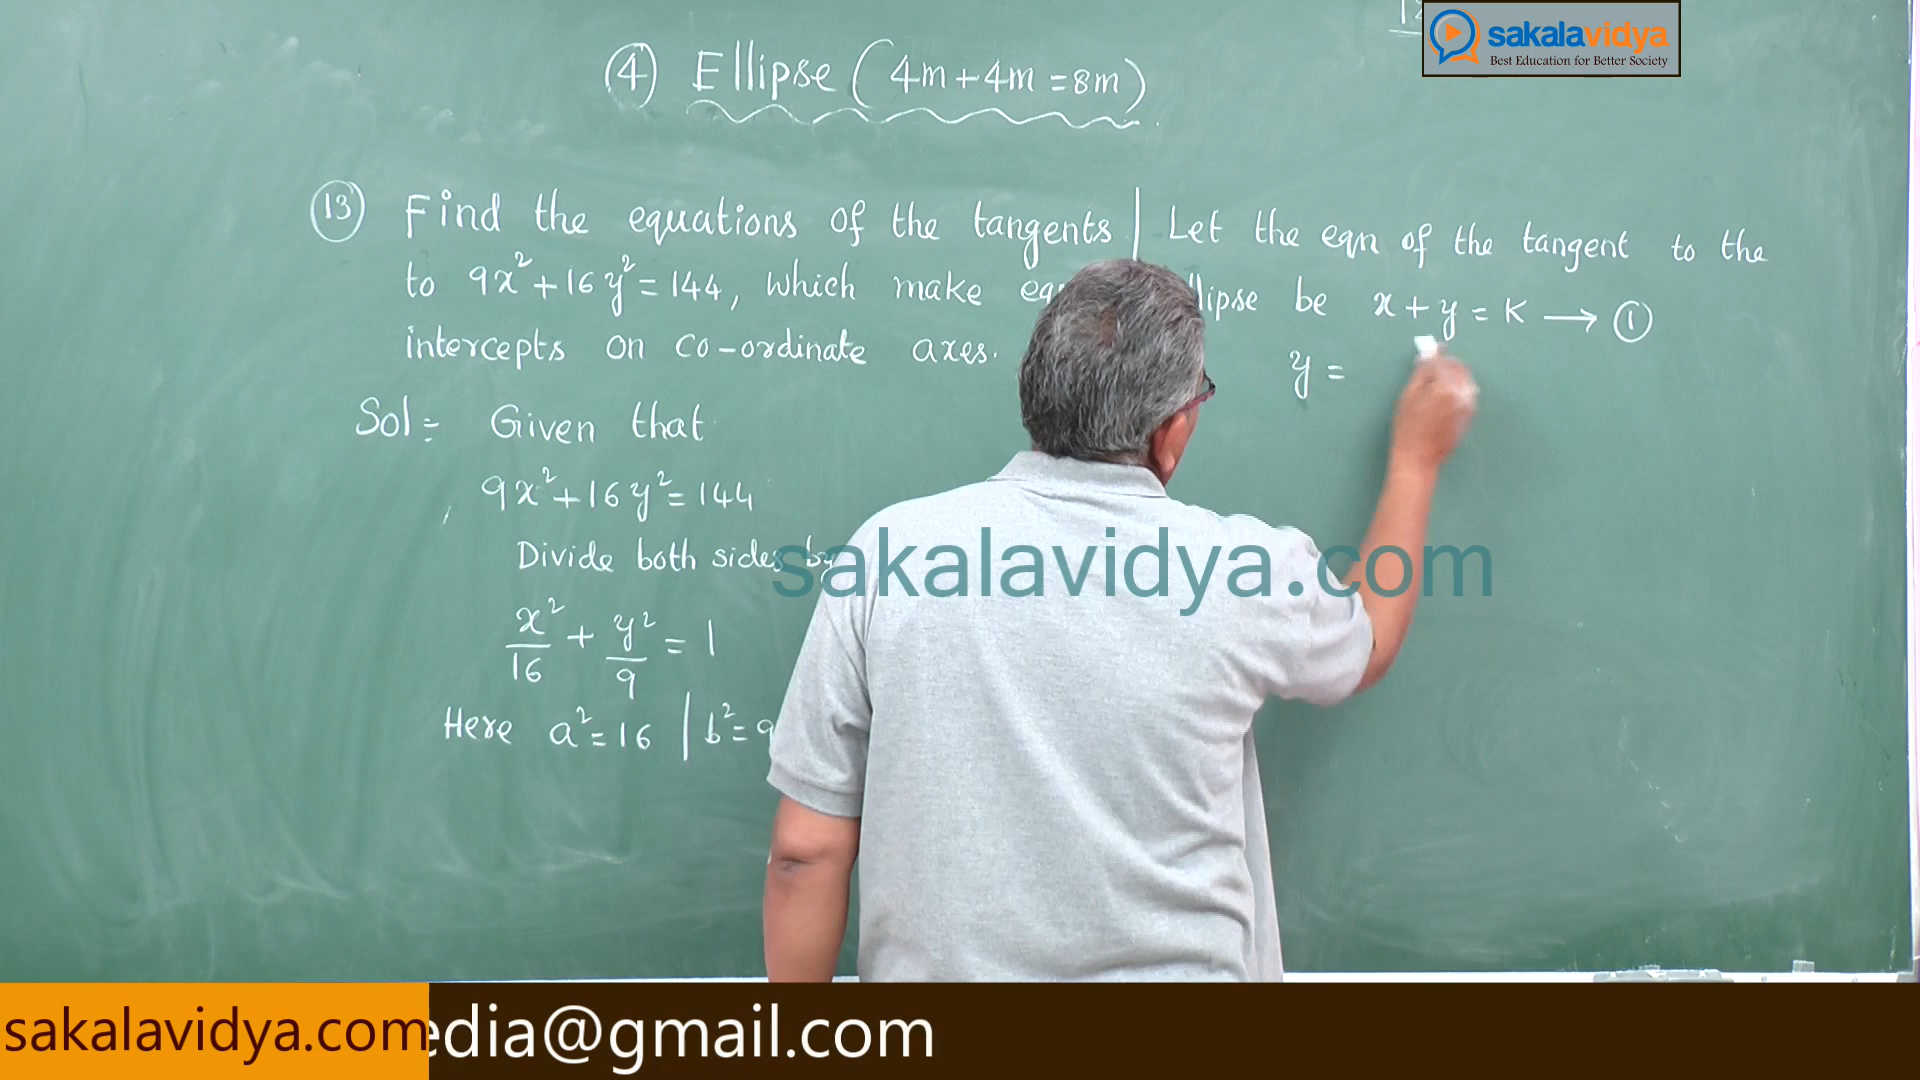 sakalavidya
Best Education for Better Society
④ Ellipse (4m+4m=8m)
⑬ Find the equations of the tangents
to 9x²+16y²=144, which make
intercepts on co-ordinate axes.
Sol:= Given that
9x²+16y²=144
Divide both sides by
x²/16 + y²/9 = 1
Here a²=16 | b²=9
Let the eqn of the tangent to the
be x+y=K → ①
y =
sakalavidya.com
sakalavidya.com
edia@gmail.com